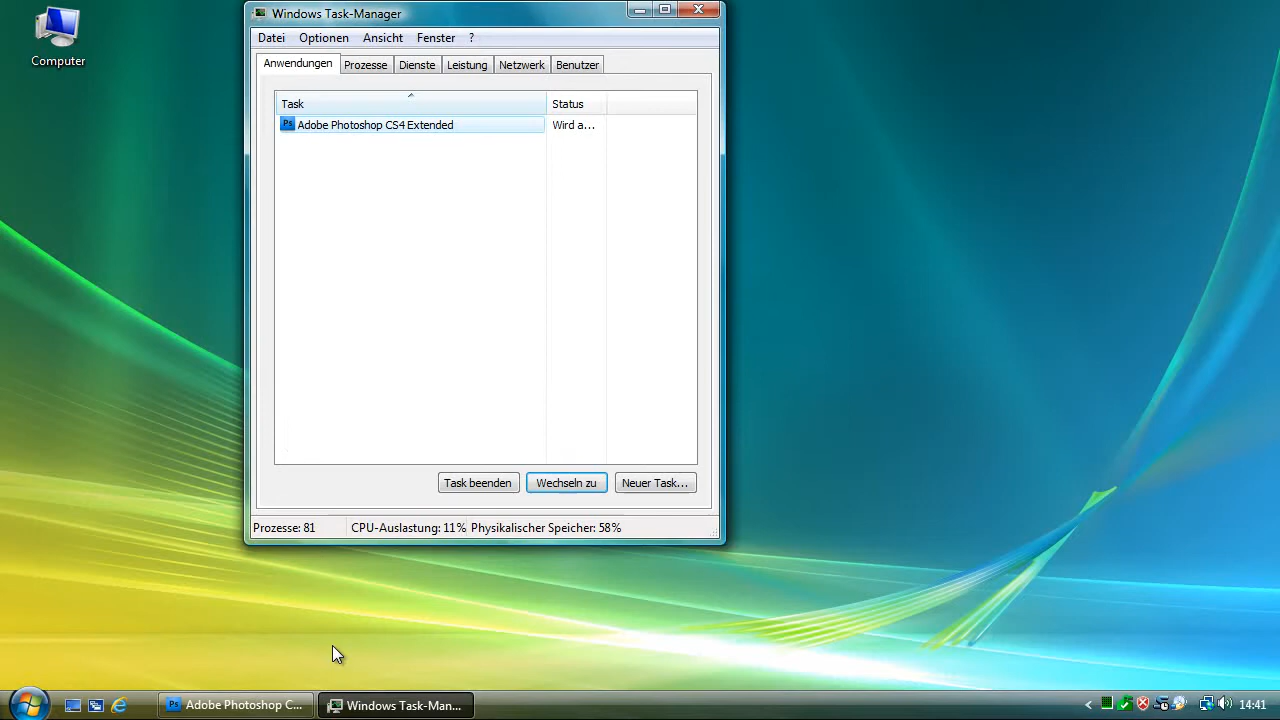 Computer
Windows Task-Manager
Datei Optionen Ansicht Fenster ?
Anwendungen Prozesse Dienste Leistung Netzwerk Benutzer
Task Status
Ps Adobe Photoshop CS4 Extended Wird a...
Task beenden Wechseln zu Neuer Task...
Prozesse: 81 CPU-Auslastung: 11% Physikalischer Speicher: 58%
Ps Adobe Photoshop C... Windows Task-Man... 14:41